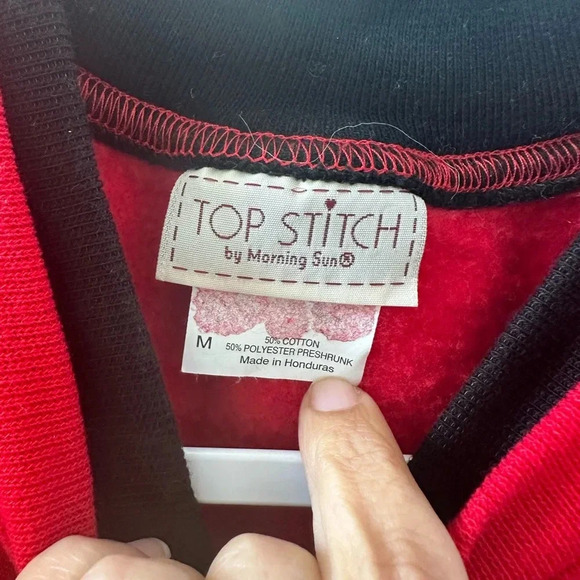 TOP STITCH
by Morning Sun®
50% COTTON
M 50% POLYESTER PRESHRUNK
Made in Honduras